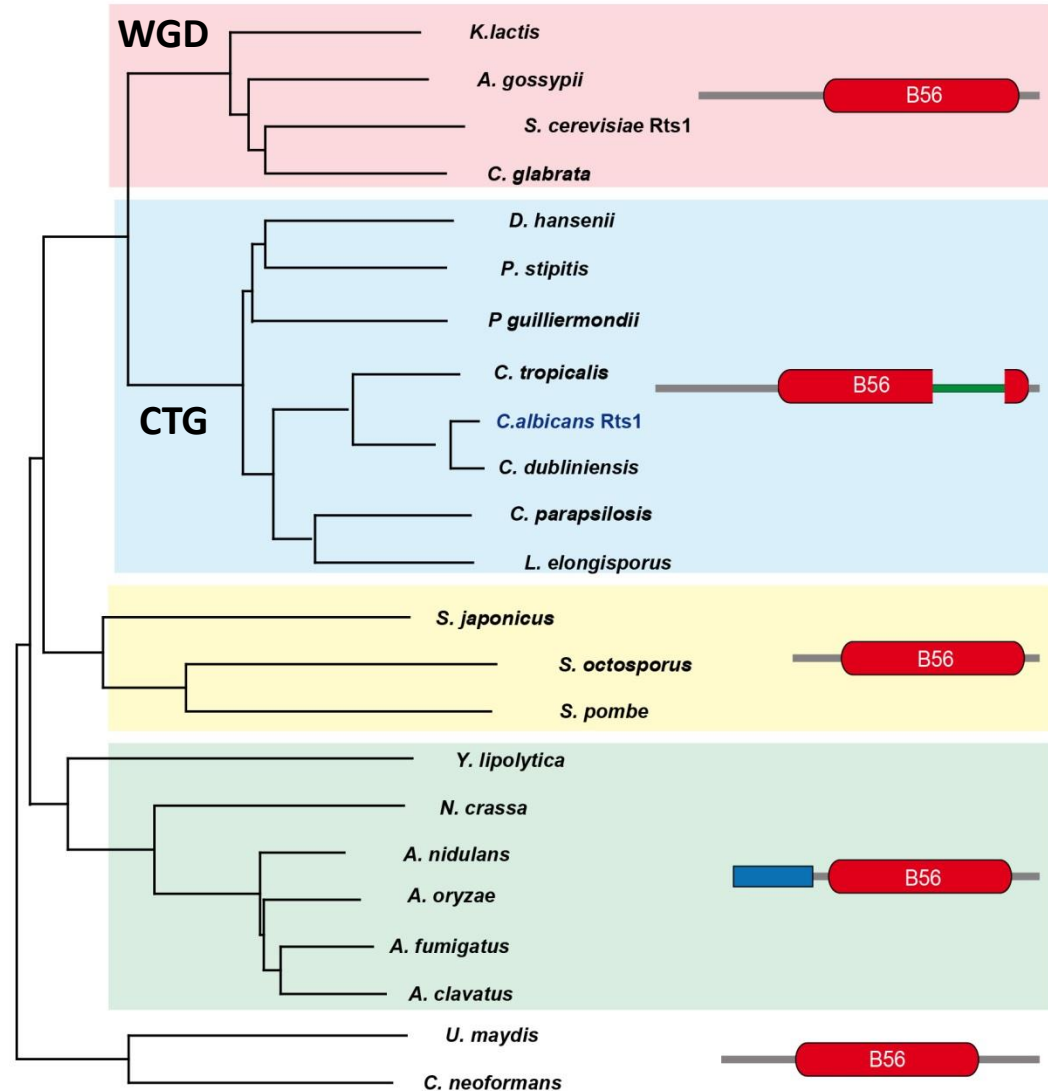 WGD
K.lactis
A. gossypii
B56
S. cerevisiae Rts1
C. glabrata
D. hansenii
P. stipitis
P guilliermondii
C. tropicalis
B56
CTG
C.albicans Rts1
C. dubliniensis
C. parapsilosis
L. elongisporus
S. japonicus
B56
S. octosporus
S. pombe
Y. lipolytica
N. crassa
A. nidulans
B56
A. oryzae
A. fumigatus
A. clavatus
U. maydis
B56
C. neoformans